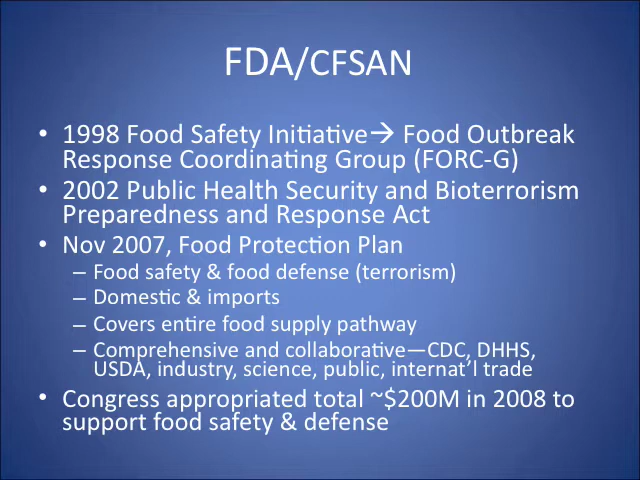 FDA/CFSAN
• 1998 Food Safety Initiative→ Food Outbreak
Response Coordinating Group (FORC-G)
• 2002 Public Health Security and Bioterrorism
Preparedness and Response Act
• Nov 2007, Food Protection Plan
– Food safety & food defense (terrorism)
– Domestic & imports
– Covers entire food supply pathway
– Comprehensive and collaborative—CDC, DHHS,
USDA, industry, science, public, internat’l trade
• Congress appropriated total ~$200M in 2008 to
support food safety & defense